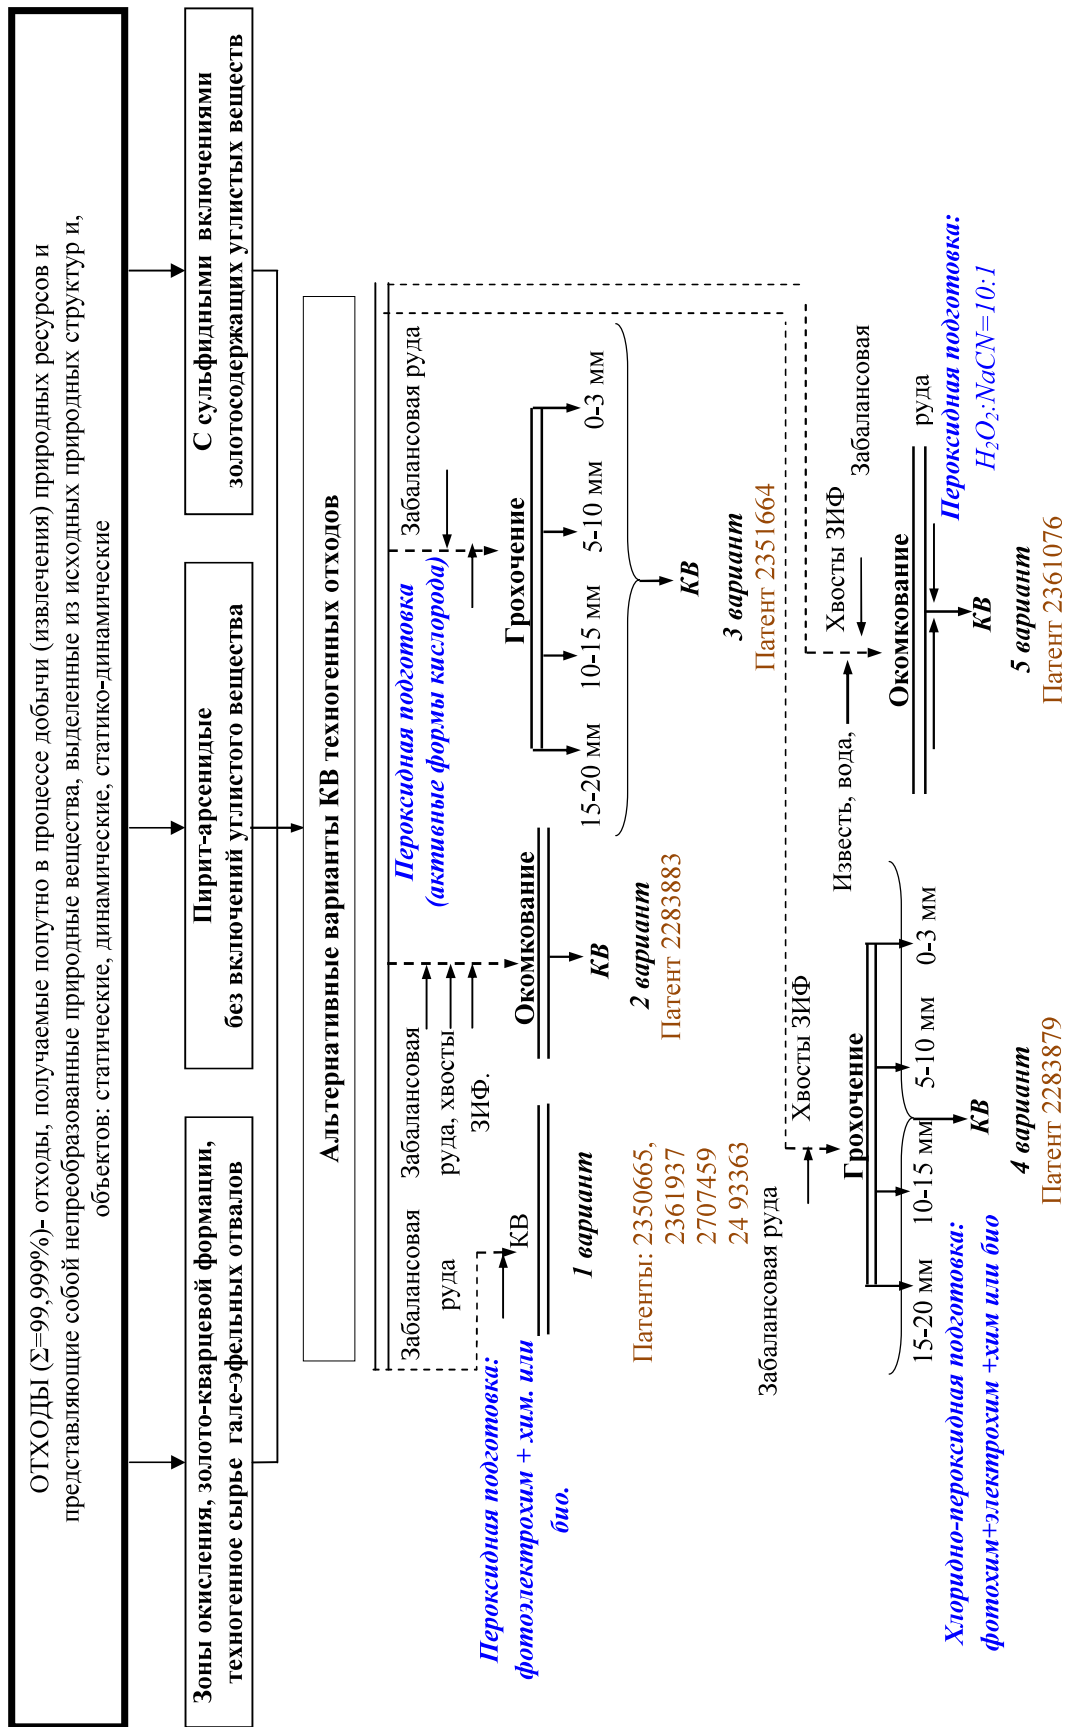 ОТХОДЫ (Σ=99,999%)- отходы, получаемые попутно в процессе добычи (извлечения) природных ресурсов и
представляющие собой непреобразованные природные вещества, выделенные из исходных природных структур и,
объектов: статические, динамические, статико-динамические
Зоны окисления, золото-кварцевой формации,
техногенное сырье гале-эфельных отвалов
Пирит-арсенидые
без включений углистого вещества
С сульфидными включениями
золотосодержащих углистых веществ
Альтернативные варианты КВ техногенных отходов
Забалансовая
руда
КВ
Пероксидная подготовка:
фотоэлектрохим + хим. или
био.
1 вариант
Патенты: 2350665,
2361937
2707459
24 93363
Забалансовая
руда, хвосты
ЗИФ.
Окомкование
КВ
2 вариант
Патент 2283883
Пероксидная подготовка
(активные формы кислорода)
Забалансовая руда
Грохочение
15-20 мм
10-15 мм
5-10 мм
0-3 мм
КВ
3 вариант
Патент 2351664
Забалансовая руда
Хвосты ЗИФ
Грохочение
15-20 мм
10-15 мм
5-10 мм
0-3 мм
КВ
Хлоридно-пероксидная подготовка:
фотохим+электрохим +хим или био
4 вариант
Патент 2283879
Известь, вода,
Хвосты ЗИФ
Забалансовая
руда
Окомкование
Пероксидная подготовка:
H₂O₂:NaCN=10:1
КВ
5 вариант
Патент 2361076